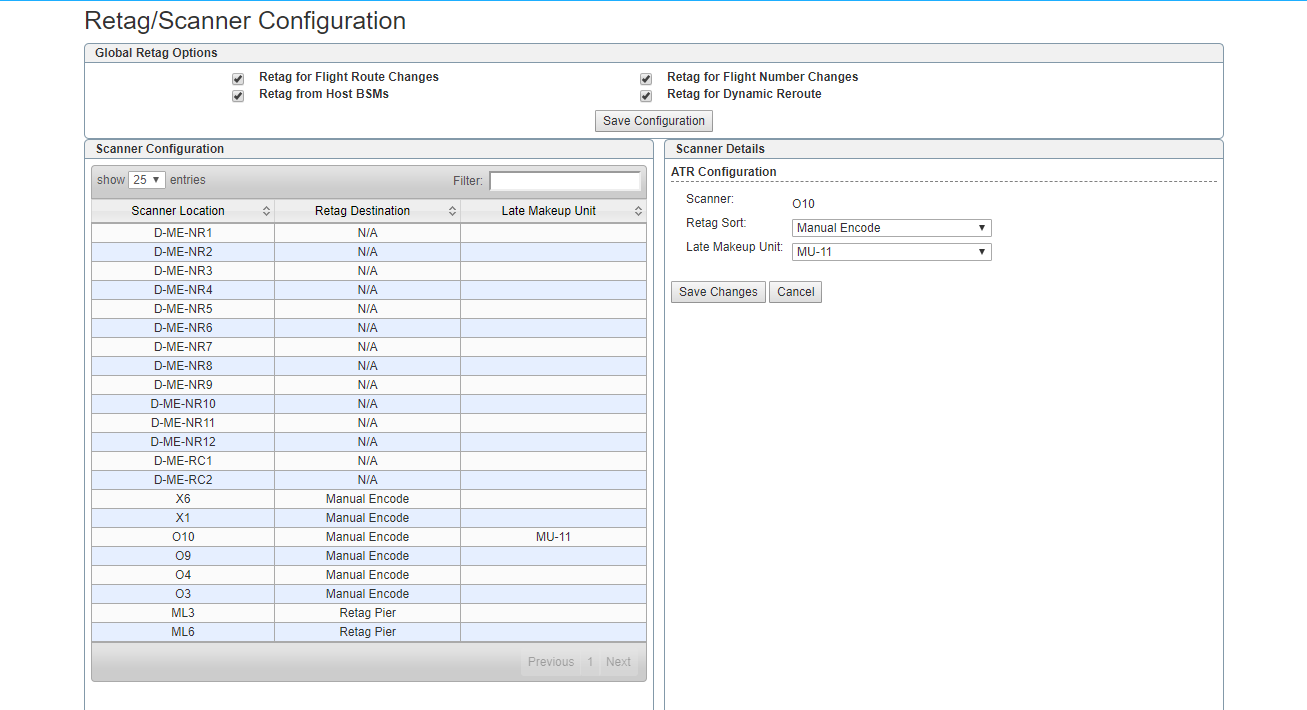 Retag/Scanner Configuration
Global Retag Options
Retag for Flight Route Changes Retag for Flight Number Changes
Retag from Host BSMs Retag for Dynamic Reroute
Save Configuration
Scanner Configuration
show 25 entries Filter:
Scanner Location Retag Destination Late Makeup Unit
D-ME-NR1 N/A
D-ME-NR2 N/A
D-ME-NR3 N/A
D-ME-NR4 N/A
D-ME-NR5 N/A
D-ME-NR6 N/A
D-ME-NR7 N/A
D-ME-NR8 N/A
D-ME-NR9 N/A
D-ME-NR10 N/A
D-ME-NR11 N/A
D-ME-NR12 N/A
D-ME-RC1 N/A
D-ME-RC2 N/A
X6 Manual Encode
X1 Manual Encode
O10 Manual Encode MU-11
O9 Manual Encode
O4 Manual Encode
O3 Manual Encode
ML3 Retag Pier
ML6 Retag Pier
Previous 1 Next
Scanner Details
ATR Configuration
Scanner: O10
Retag Sort: Manual Encode
Late Makeup Unit: MU-11
Save Changes Cancel